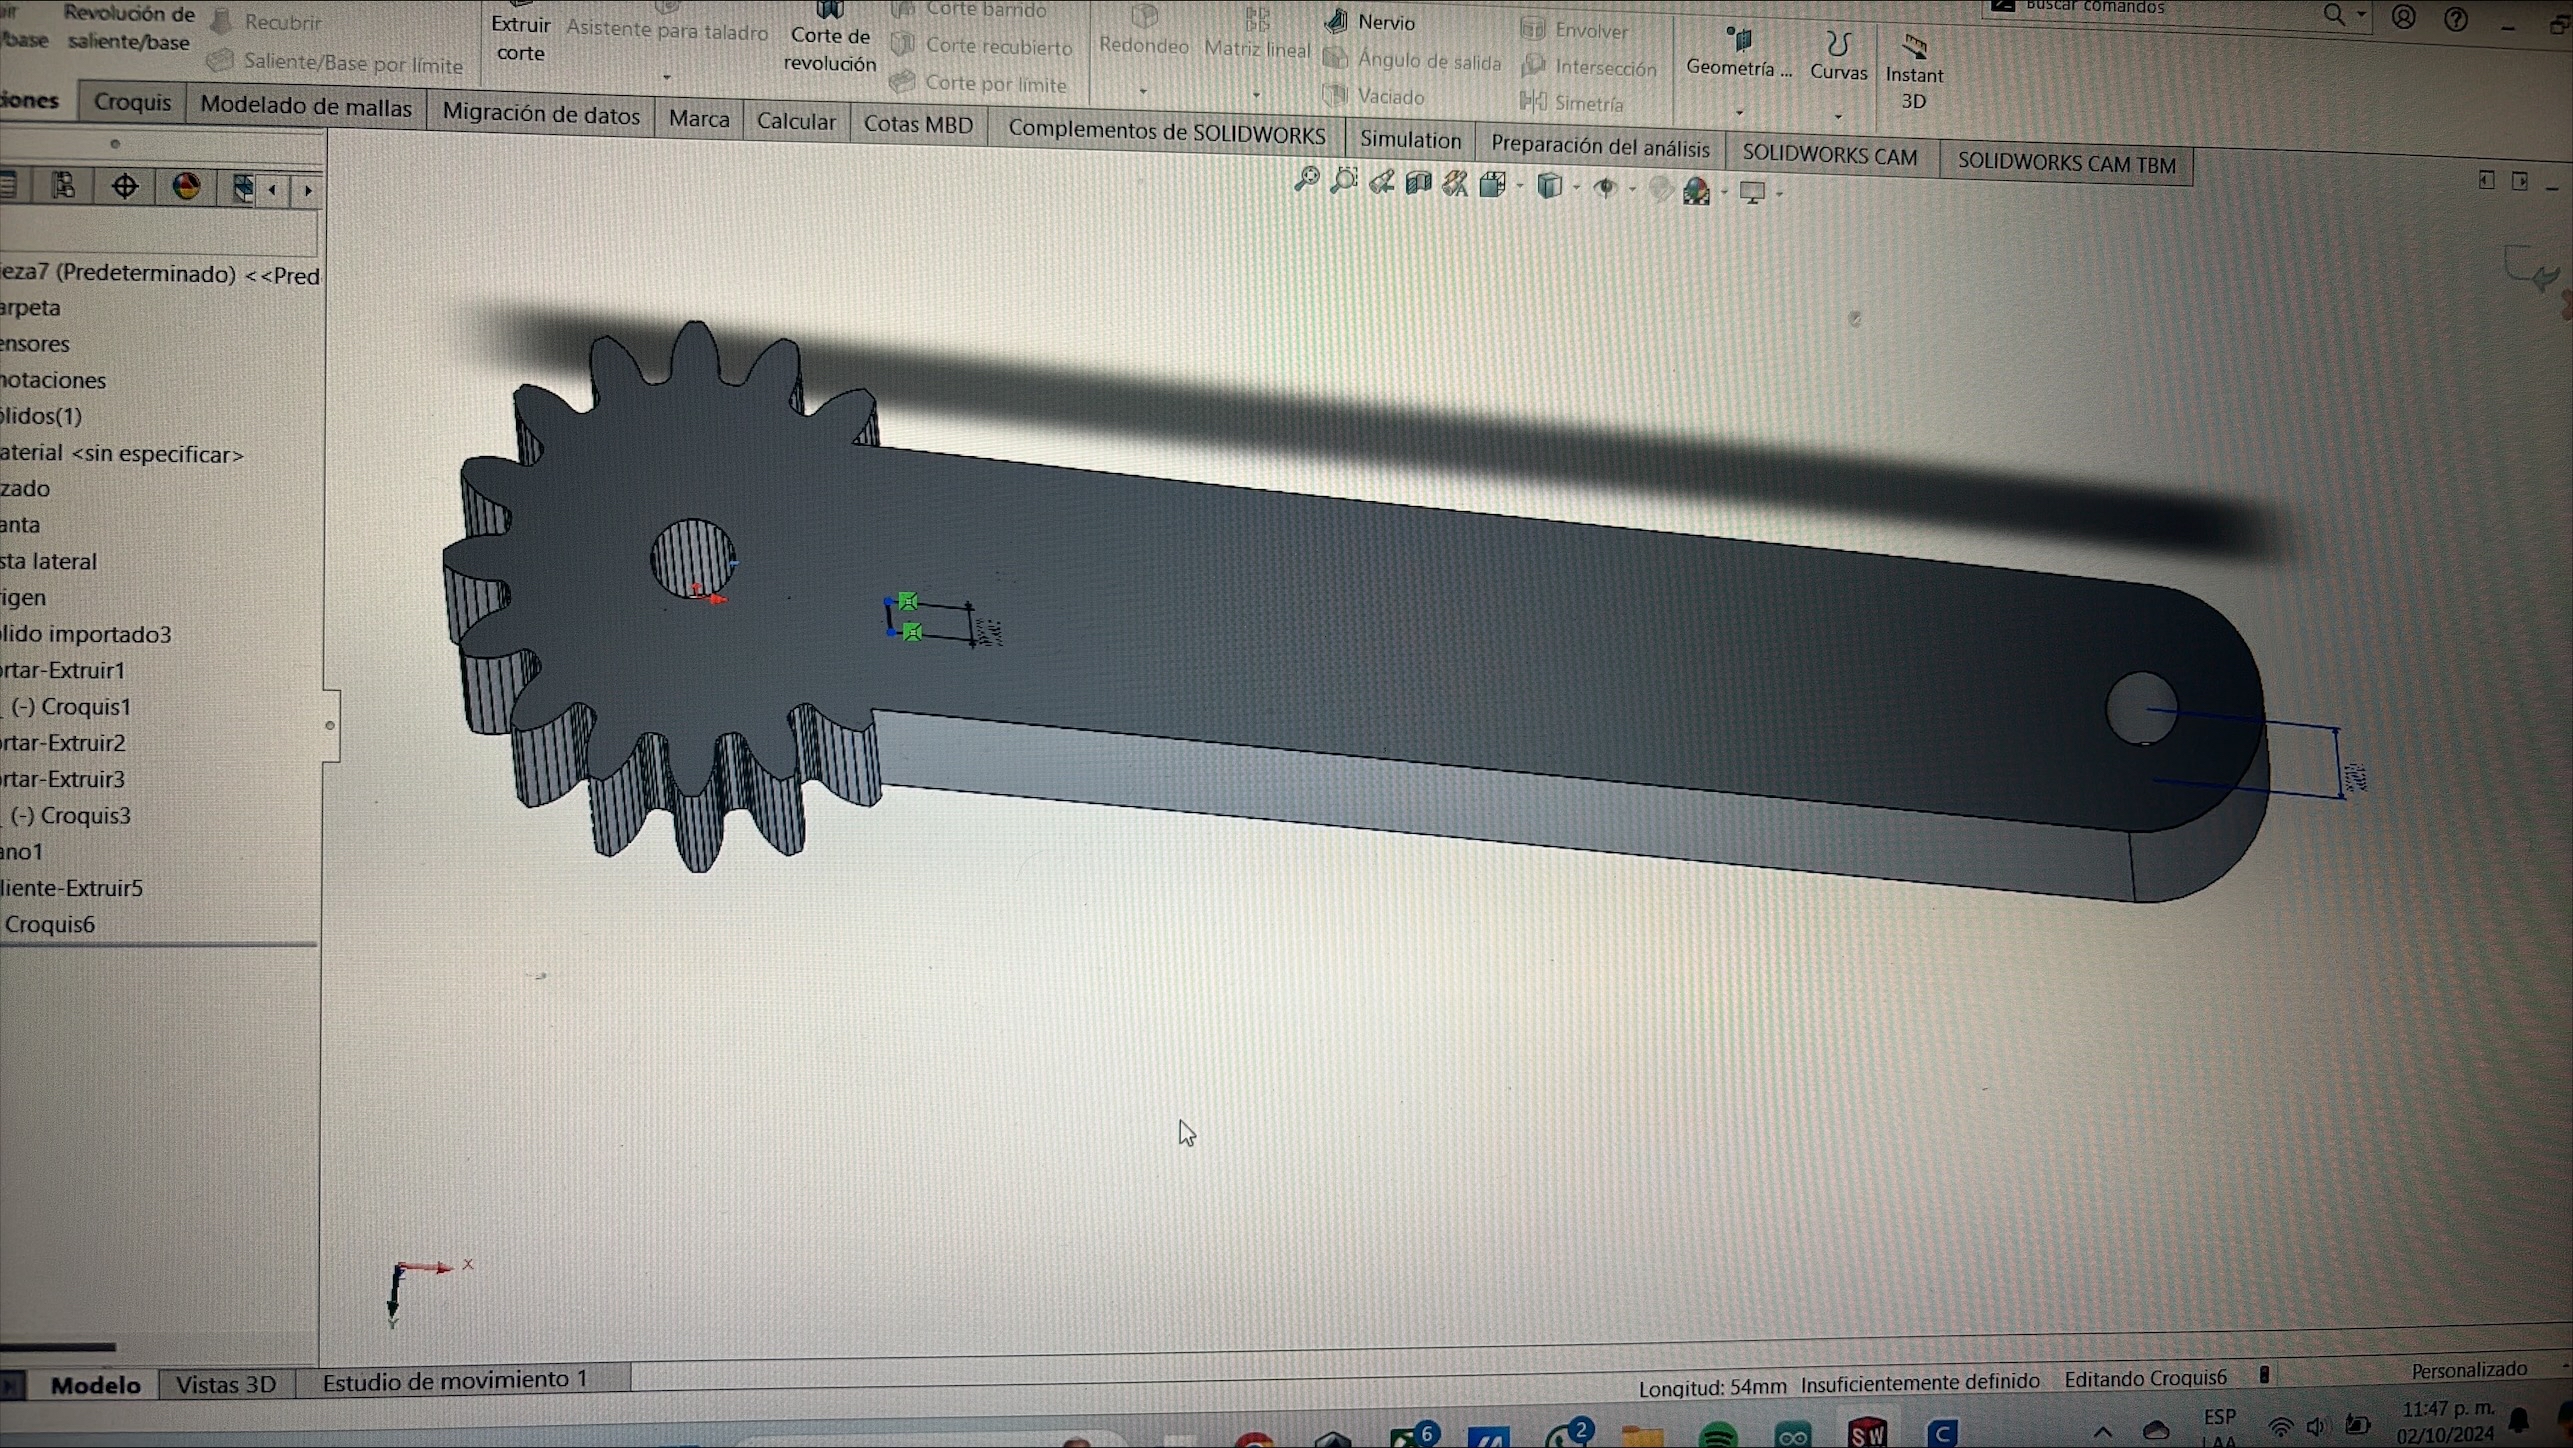 Revolución de
saliente/base
Recubrir
Saliente/Base por límite
Extruir
corte
Asistente para taladro
Corte de
revolución
Corte barrido
Corte recubierto
Corte por límite
Redondeo
Matriz lineal
Nervio
Ángulo de salida
Vaciado
Envolver
Intersección
Simetría
Geometría ...
Curvas
Instant
3D
Buscar comandos
iones
Croquis
Modelado de mallas
Migración de datos
Marca
Calcular
Cotas MBD
Complementos de SOLIDWORKS
Simulation
Preparación del análisis
SOLIDWORKS CAM
SOLIDWORKS CAM TBM
ieza7 (Predeterminado) <<Pred
arpeta
ensores
notaciones
ólidos(1)
aterial <sin especificar>
zado
anta
sta lateral
igen
lido importado3
rtar-Extruir1
(-) Croquis1
rtar-Extruir2
rtar-Extruir3
(-) Croquis3
ano1
liente-Extruir5
Croquis6
X
Y
Modelo
Vistas 3D
Estudio de movimiento 1
Longitud: 54mm
Insuficientemente definido
Editando Croquis6
Personalizado
6
2
SW
C
ESP
LAA
11:47 p. m.
02/10/2024